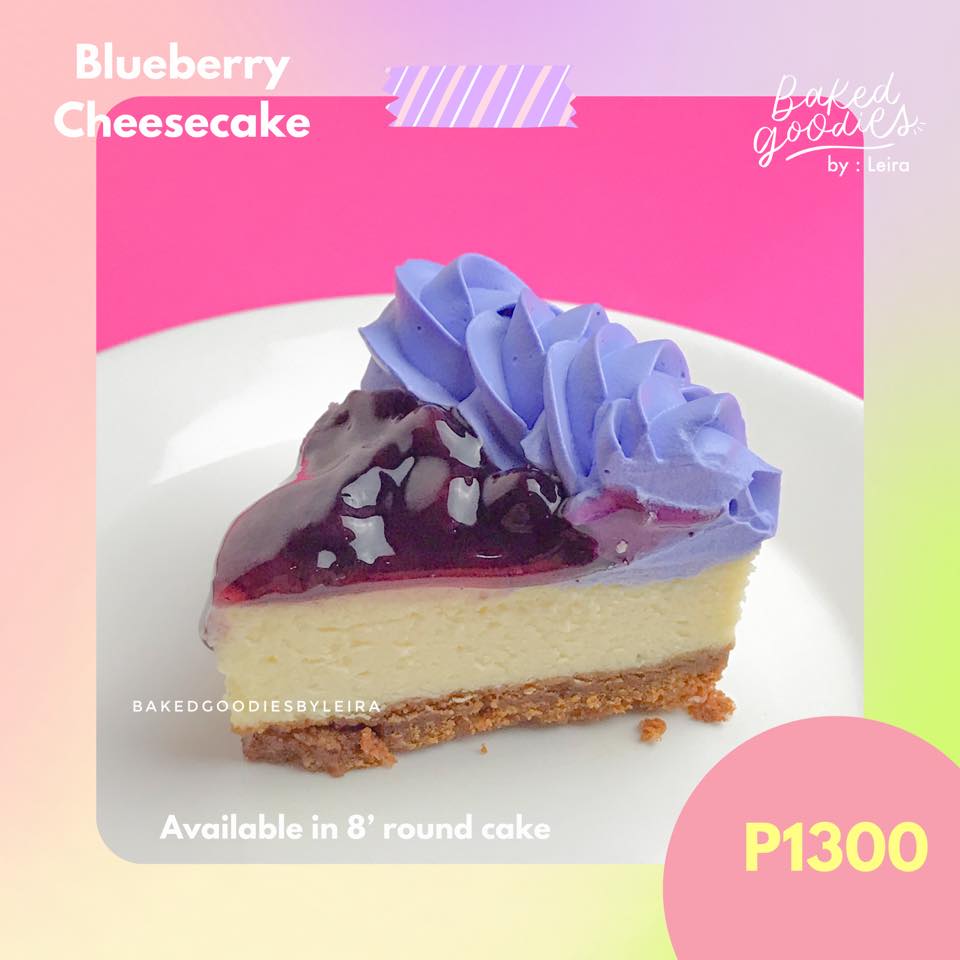 Blueberry
Cheesecake
Baked
goodies
by : Leira
BAKEDGOODIESBYLEIRA
Available in 8’ round cake
P1300